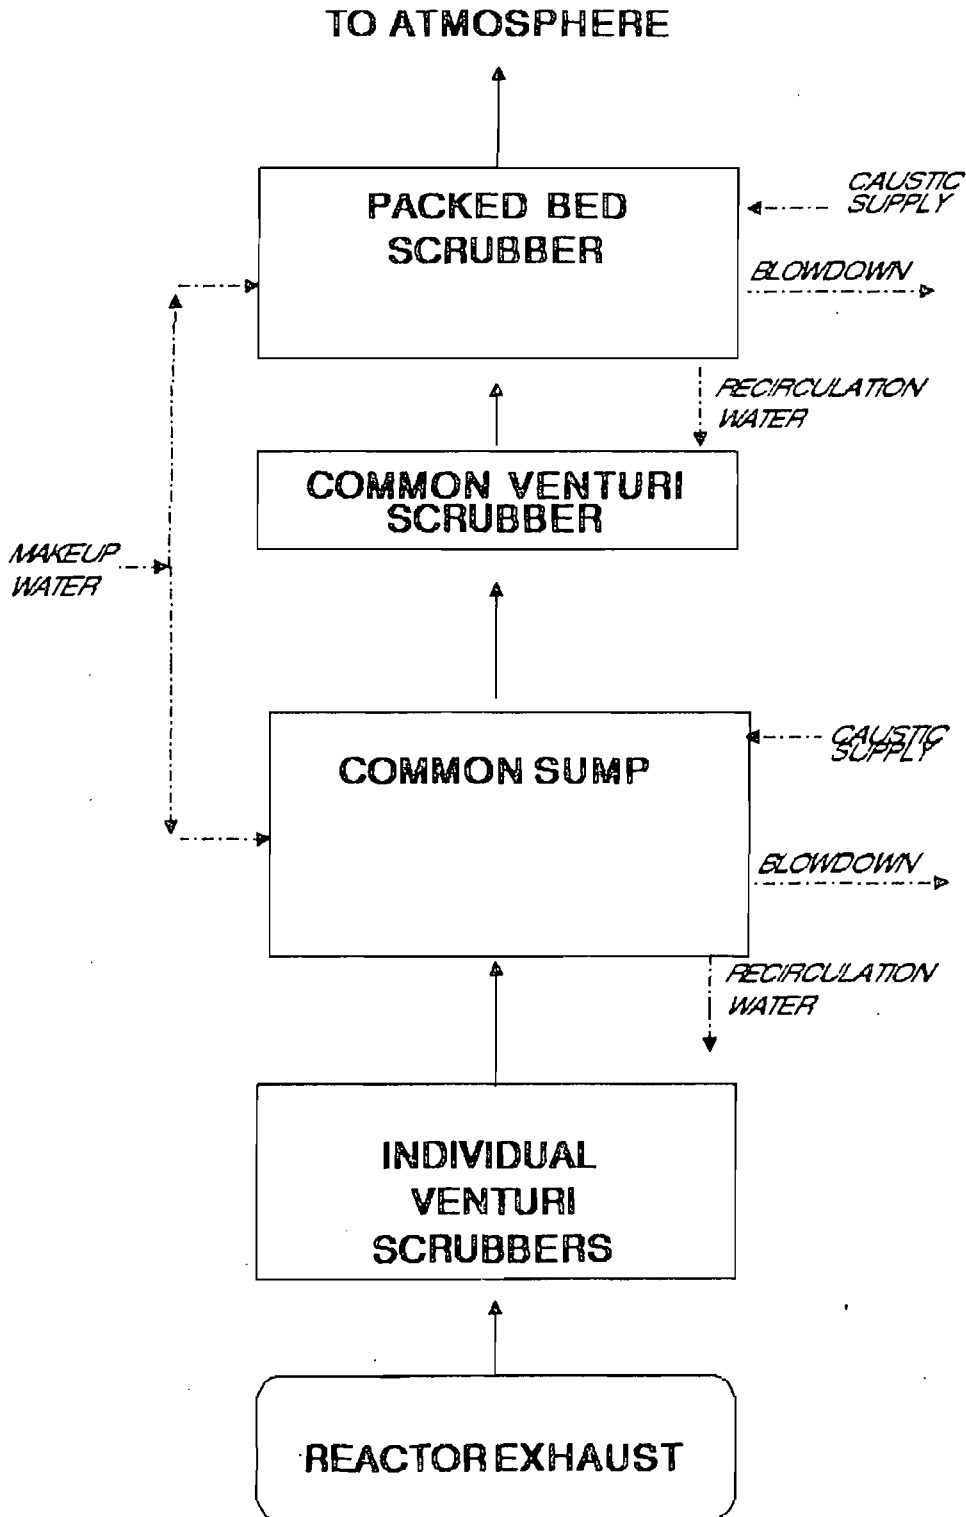 TO ATMOSPHERE
PACKED BED
SCRUBBER
CAUSTIC
SUPPLY
BLOWDOWN
RECIRCULATION
WATER
COMMON VENTURI
SCRUBBER
MAKEUP
WATER
COMMON SUMP
CAUSTIC
SUPPLY
BLOWDOWN
RECIRCULATION
WATER
INDIVIDUAL
VENTURI
SCRUBBERS
REACTOR EXHAUST